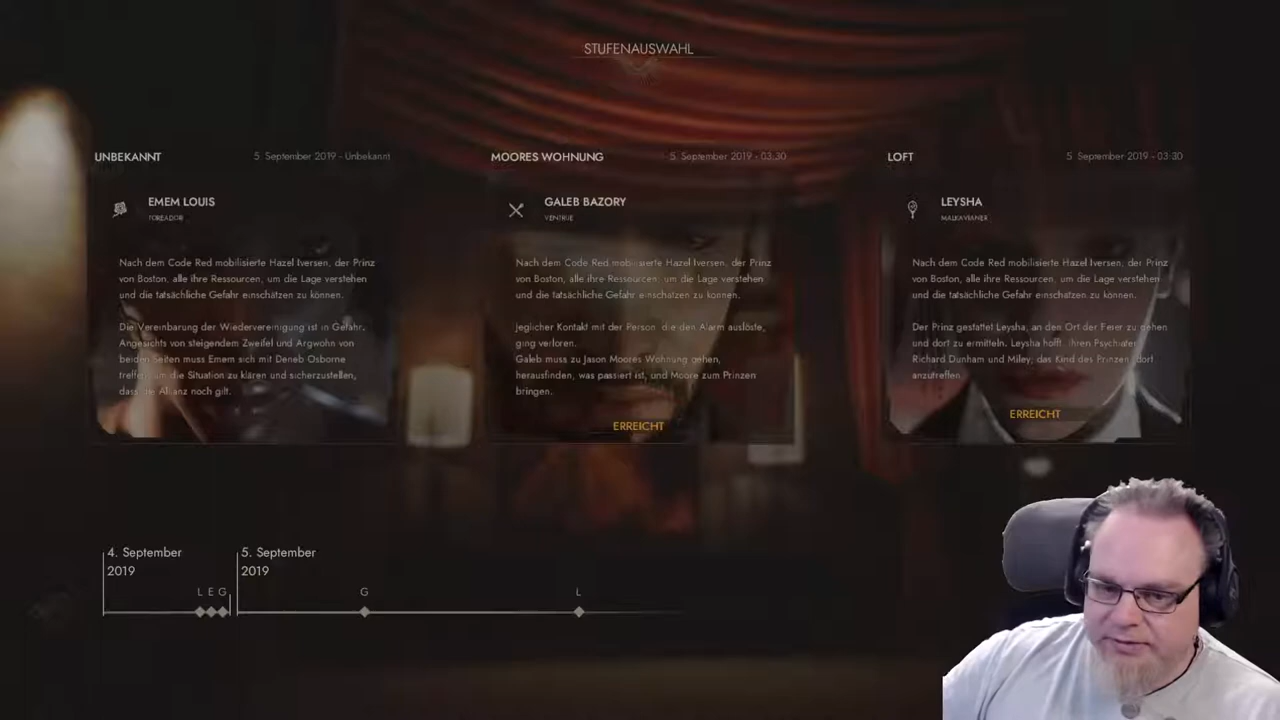 STUFENAUSWAHL
UNBEKANNT
5. September 2019 - Unbekannt
EMEM LOUIS
TOREADOR
Nach dem Code Red mobilisierte Hazel Iversen, der Prinz
von Boston, alle ihre Ressourcen, um die Lage verstehen
und die tatsächliche Gefahr einschätzen zu können.
Die Vereinbarung der Wiedervereinigung ist in Gefahr.
Angesichts von steigendem Zweifel und Argwohn von
beiden Seiten muss Emem sich mit Deneb Osborne
treffen, um die Situation zu klären und sicherzustellen,
dass die Allianz noch gilt.
MOORES WOHNUNG
5. September 2019 - 03:30
GALEB BAZORY
VENTRUE
Nach dem Code Red mobilisierte Hazel Iversen, der Prinz
von Boston, alle ihre Ressourcen, um die Lage verstehen
und die tatsächliche Gefahr einschätzen zu können.
Jeglicher Kontakt mit der Person, die den Alarm auslöste,
ging verloren.
Galeb muss zu Jason Moores Wohnung gehen,
herausfinden, was passiert ist, und Moore zum Prinzen
bringen.
ERREICHT
LOFT
5. September 2019 - 03:30
LEYSHA
MALKAVIANER
Nach dem Code Red mobilisierte Hazel Iversen, der Prinz
von Boston, alle ihre Ressourcen, um die Lage verstehen
und die tatsächliche Gefahr einschätzen zu können.
Der Prinz gestattet Leysha, an den Ort der Feier zu gehen
und dort zu ermitteln. Leysha hofft, ihren Psychiater
Richard Dunham und Miley, das Kind des Prinzen, dort
anzutreffen.
ERREICHT
4. September
2019
5. September
2019
L E G
G
L